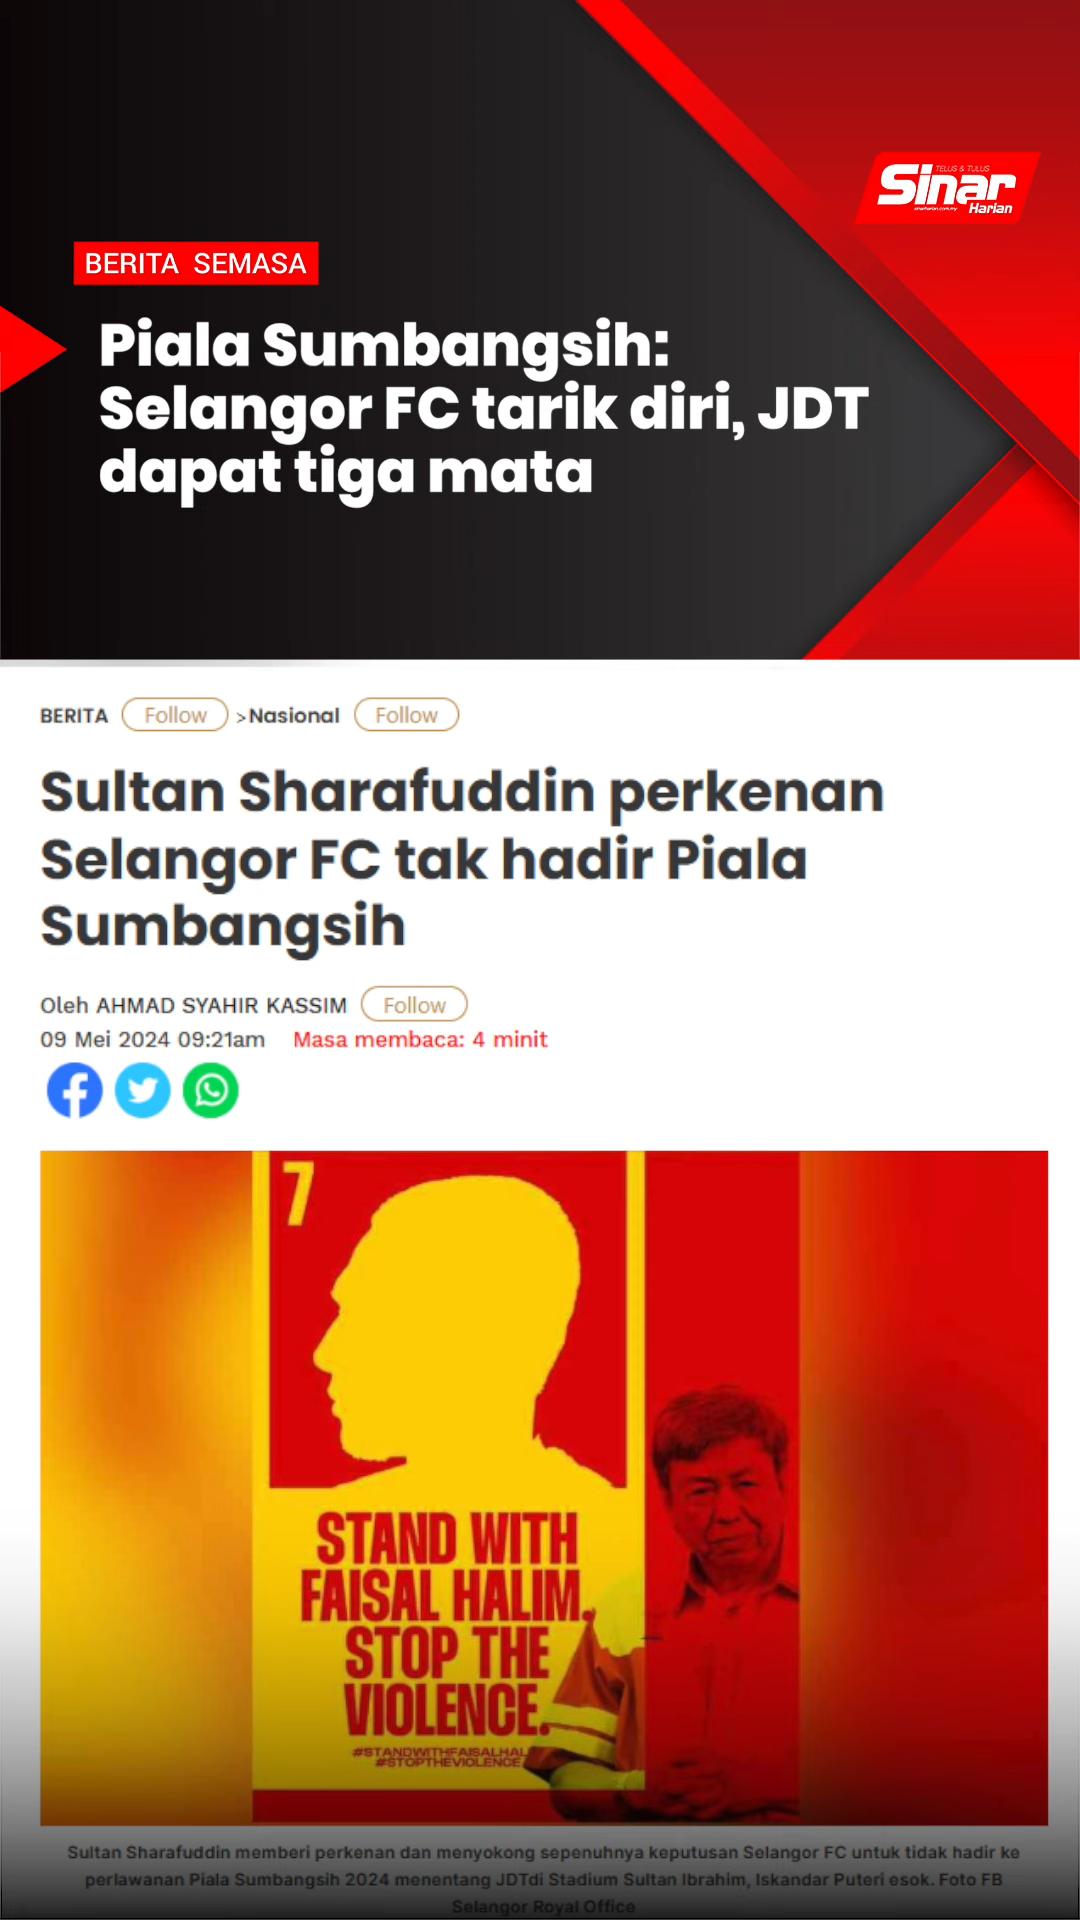 TELUS & TULUS
Sinar
Harian
sinarharian.com.my
BERITA SEMASA
Piala Sumbangsih:
Selangor FC tarik diri, JDT
dapat tiga mata
BERITA Follow >Nasional Follow
Sultan Sharafuddin perkenan
Selangor FC tak hadir Piala
Sumbangsih
Oleh AHMAD SYAHIR KASSIM Follow
09 Mei 2024 09:21am Masa membaca: 4 minit
7
STAND WITH
FAISAL HALIM.
STOP THE
VIOLENCE.
#STANDWITHFAISALHAL
#STOPTHEVIOLENCE
Sultan Sharafuddin memberi perkenan dan menyokong sepenuhnya keputusan Selangor FC untuk tidak hadir ke
perlawanan Piala Sumbangsih 2024 menentang JDTdi Stadium Sultan Ibrahim, Iskandar Puteri esok. Foto FB
Selangor Royal Office